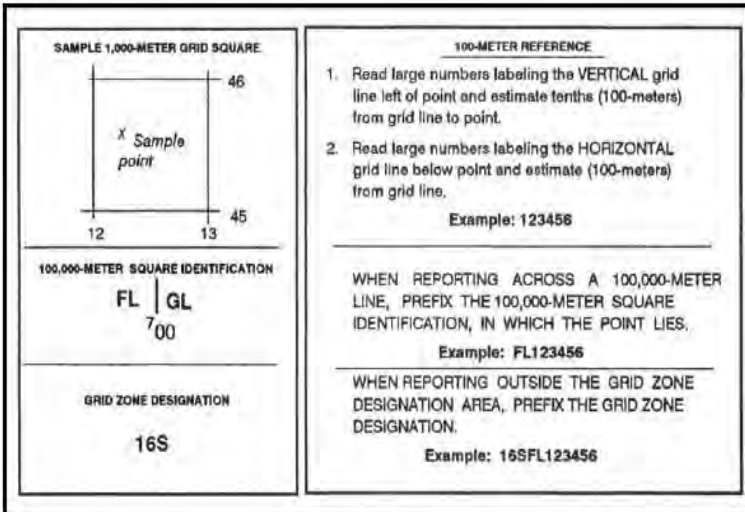 SAMPLE 1,000-METER GRID SQUARE
46
X Sample
point
45
12 13
100,000-METER SQUARE IDENTIFICATION
FL | GL
700
GRID ZONE DESIGNATION
16S
100-METER REFERENCE
1. Read large numbers labeling the VERTICAL grid
line left of point and estimate tenths (100-meters)
from grid line to point.
2. Read large numbers labeling the HORIZONTAL
grid line below point and estimate (100-meters)
from grid line.
Example: 123456
WHEN REPORTING ACROSS A 100,000-METER
LINE, PREFIX THE 100,000-METER SQUARE
IDENTIFICATION, IN WHICH THE POINT LIES.
Example: FL123456
WHEN REPORTING OUTSIDE THE GRID ZONE
DESIGNATION AREA, PREFIX THE GRID ZONE
DESIGNATION.
Example: 16SFL123456